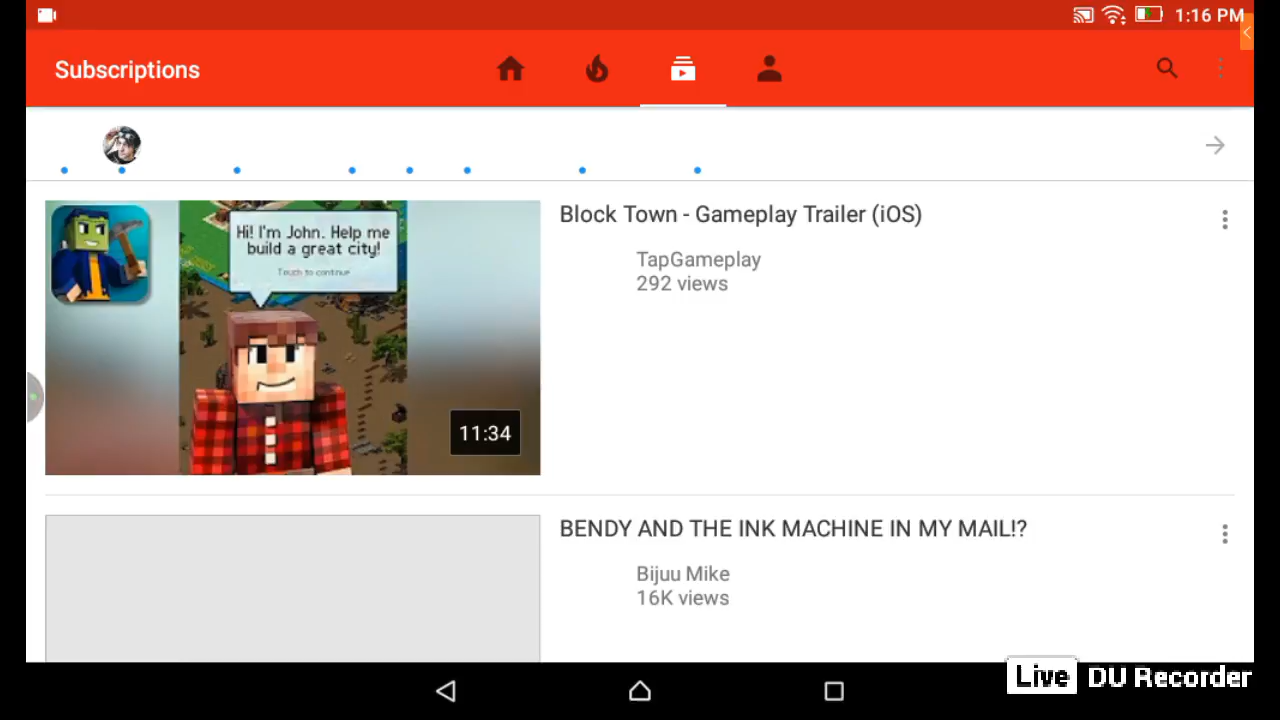 1:16 PM
Subscriptions
Hi! I'm John. Help me
build a great city!
Touch to continue
11:34
Block Town - Gameplay Trailer (iOS)
TapGameplay
292 views
BENDY AND THE INK MACHINE IN MY MAIL!?
Bijuu Mike
16K views
Live DU Recorder